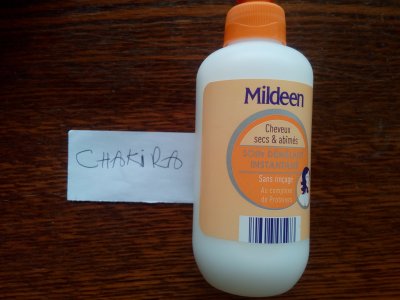 Mildeen
Cheveux
secs & abîmés
SOIN DÉMÊLANT
INSTANTANÉ
Sans rinçage
Au complexe
de Protéines
CHAKIRA